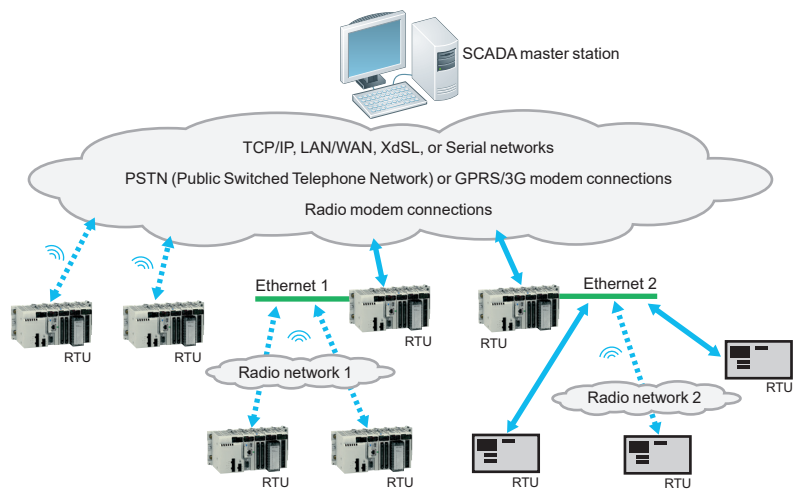 SCADA master station
TCP/IP, LAN/WAN, XdSL, or Serial networks
PSTN (Public Switched Telephone Network) or GPRS/3G modem connections
Radio modem connections
Ethernet 1
Ethernet 2
RTU
RTU
RTU
RTU
Radio network 1
RTU
Radio network 2
RTU
RTU
RTU
RTU